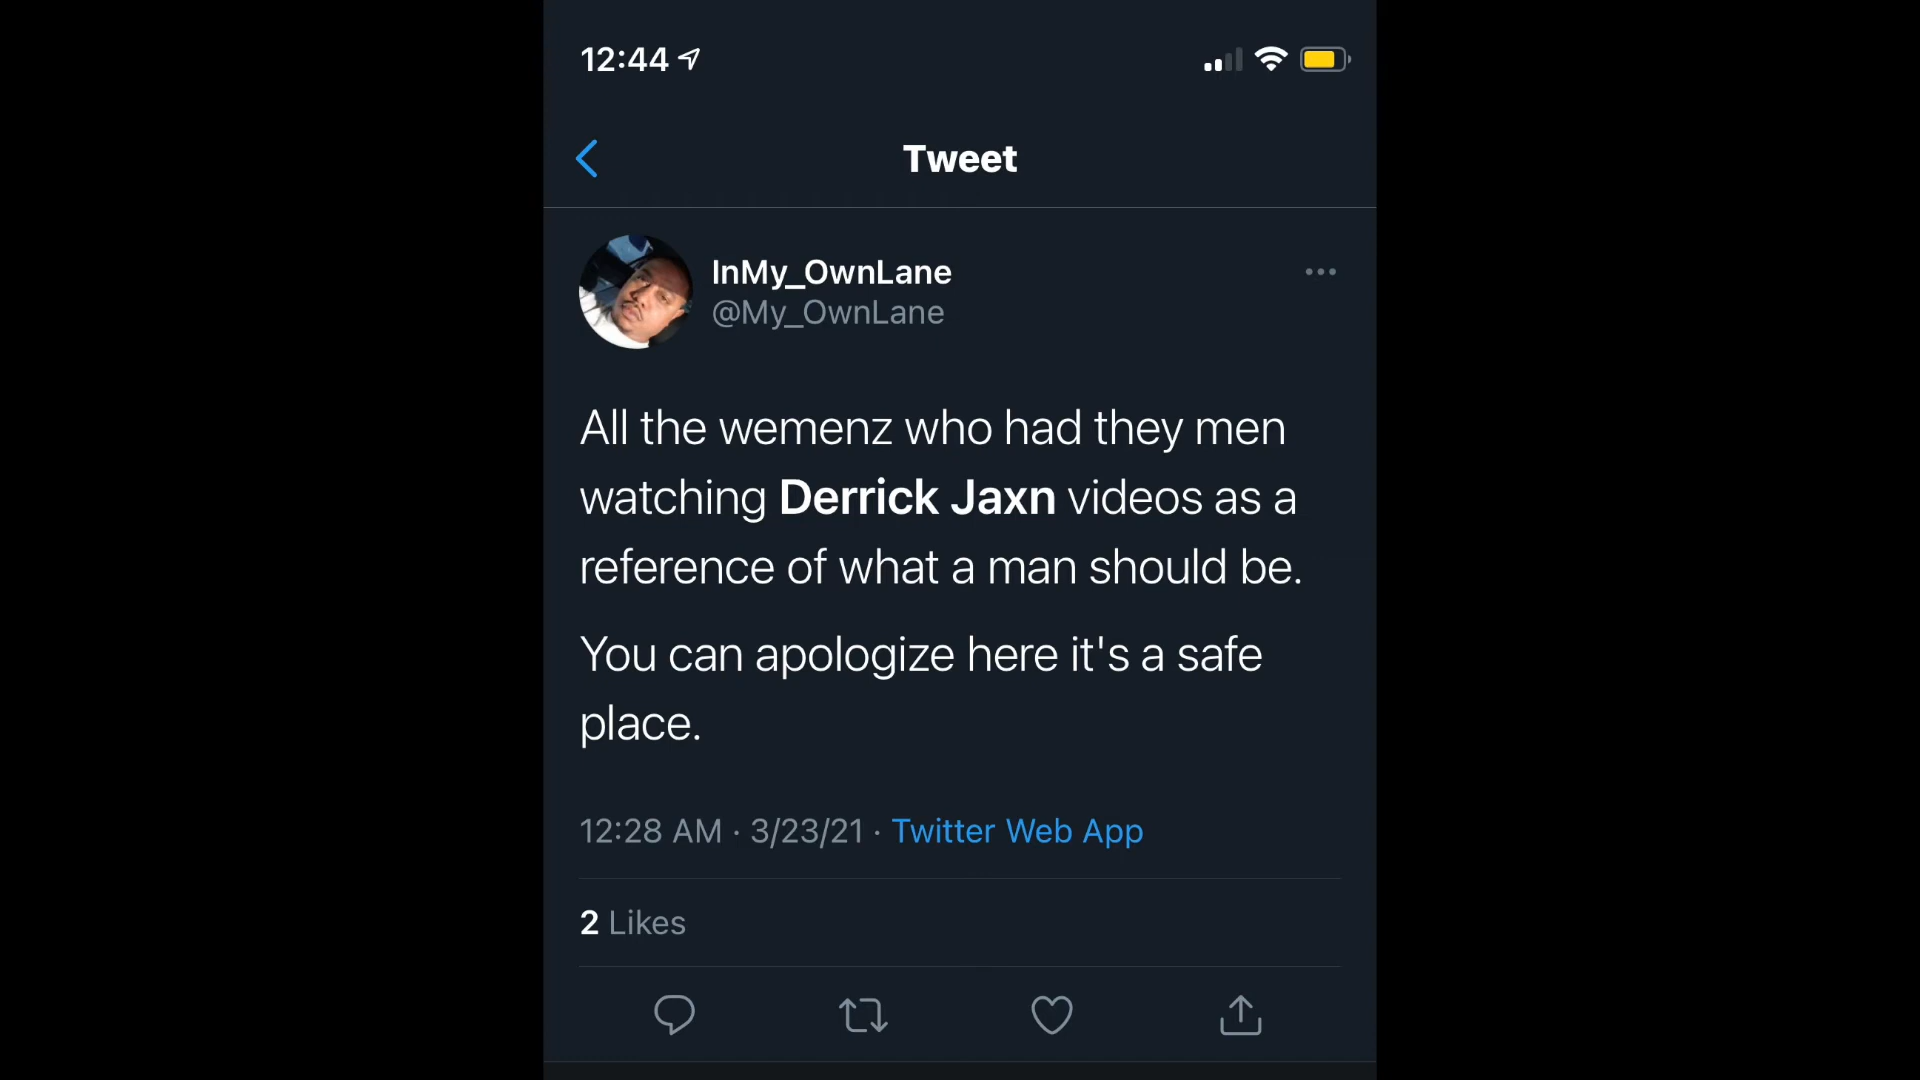 12:44
Tweet
InMy_OwnLane
@My_OwnLane
All the wemenz who had they men
watching Derrick Jaxn videos as a
reference of what a man should be.
You can apologize here it's a safe
place.
12:28 AM · 3/23/21 · Twitter Web App
2 Likes